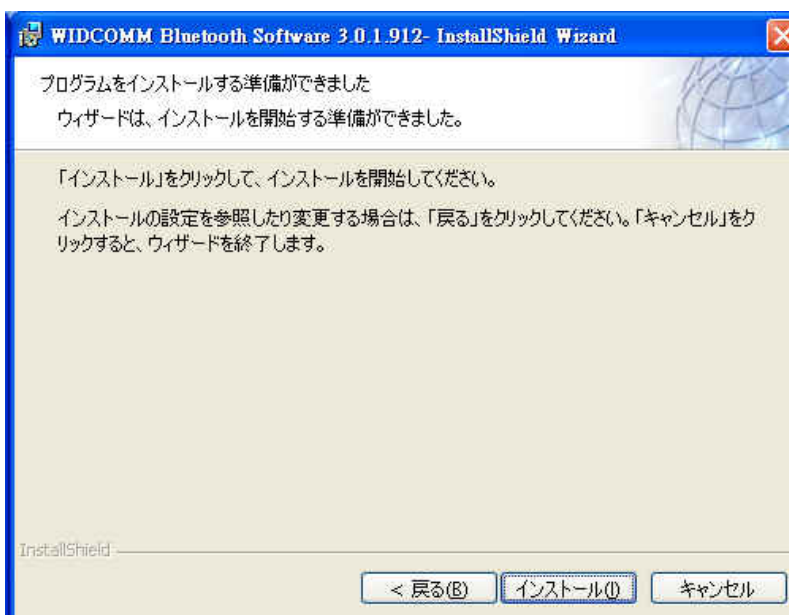 WIDCOMM Bluetooth Software 3.0.1.912- InstallShield Wizard
プログラムをインストールする準備ができました
ウィザードは、インストールを開始する準備ができました。
「インストール」をクリックして、インストールを開始してください。
インストールの設定を参照したり変更する場合は、「戻る」をクリックしてください。「キャンセル」をク
リックすると、ウィザードを終了します。
InstallShield
< 戻る(B) インストール(I) キャンセル